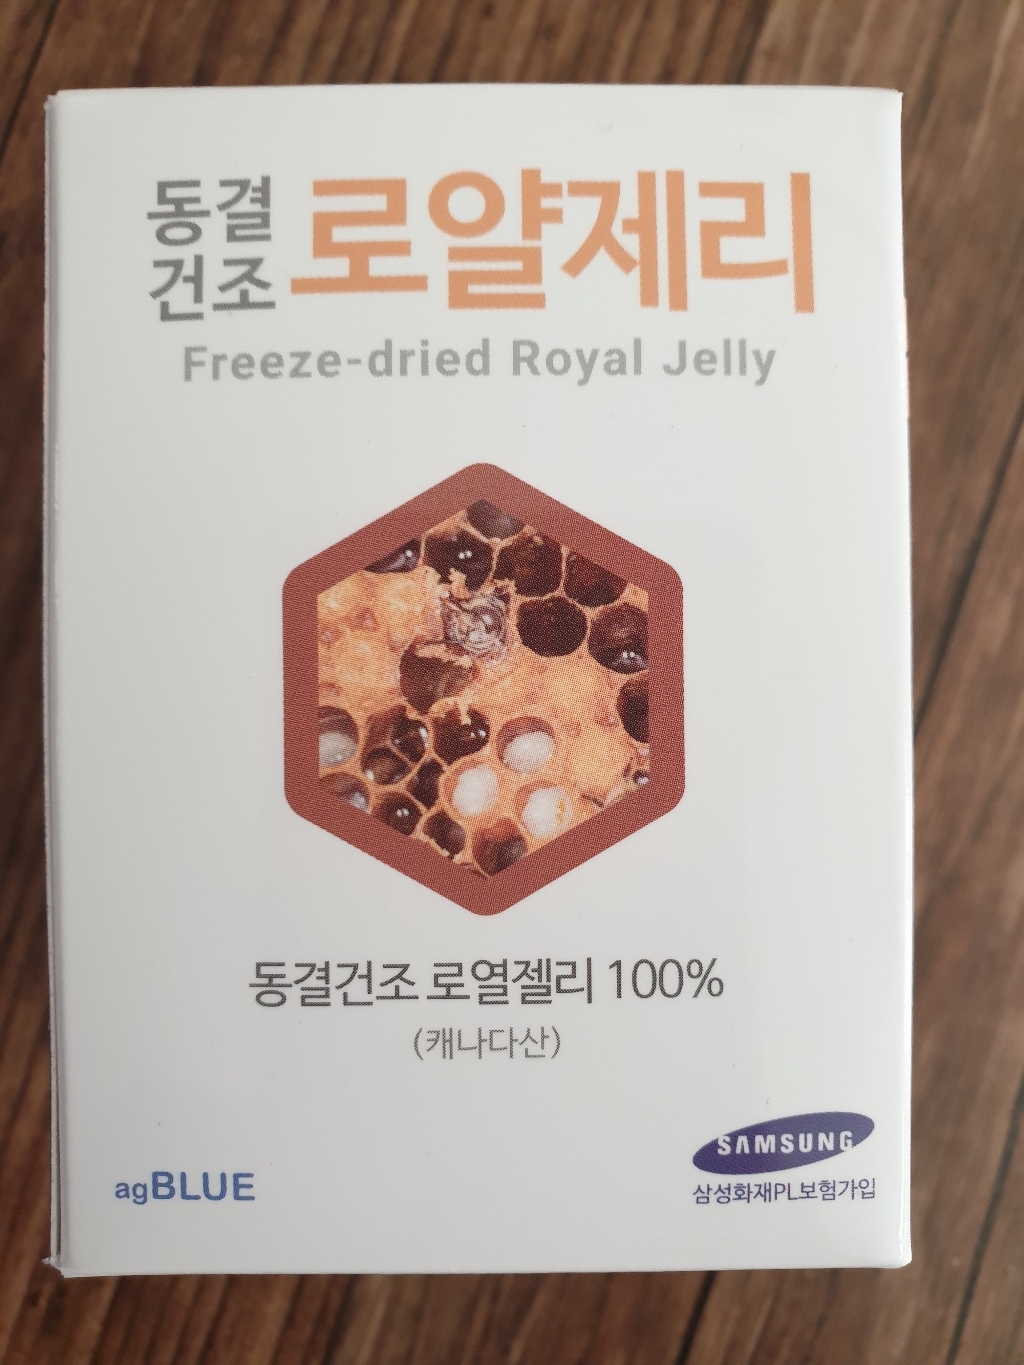 동결
건조
로얄제리
Freeze-dried Royal Jelly
동결건조 로열젤리 100%
(캐나다산)
agBLUE
SAMSUNG
삼성화재PL보험가입